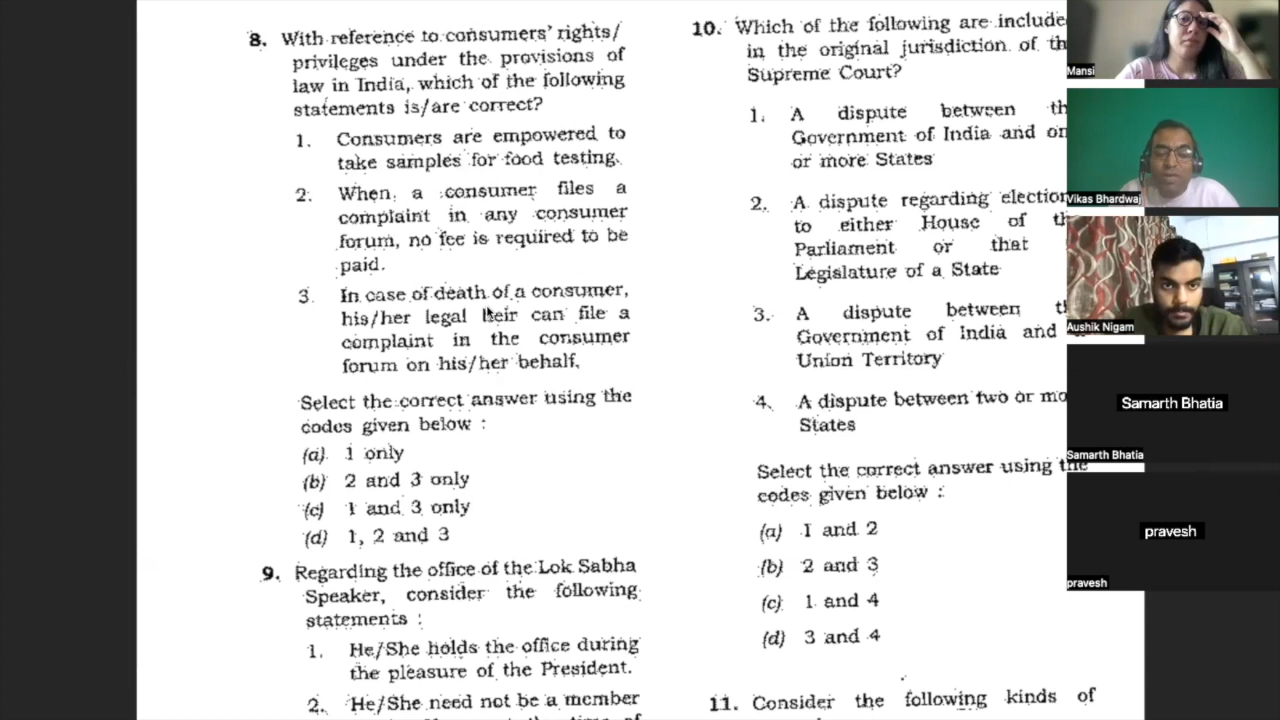 8. With reference to consumers' rights/
privileges under the provisions of
law in India, which of the following
statements is/are correct?
1. Consumers are empowered to
take samples for food testing.
2. When a consumer files a
complaint in any consumer
forum, no fee is required to be
paid.
3. In case of death of a consumer,
his/her legal heir can file a
complaint in the consumer
forum on his/her behalf.
Select the correct answer using the
codes given below :
(a) 1 only
(b) 2 and 3 only
(c) 1 and 3 only
(d) 1, 2 and 3
9. Regarding the office of the Lok Sabha
Speaker, consider the following
statements :
1. He/She holds the office during
the pleasure of the President.
2. He/She need not be a member
10. Which of the following are include
in the original jurisdiction of th
Supreme Court?
1. A dispute between th
Government of India and on
or more States
2. A dispute regarding election
to either House of th
Parliament or that
Legislature of a State
3. A dispute between th
Government of India and
Union Territory
4. A dispute between two or mo
States
Select the correct answer using the
codes given below :
(a) 1 and 2
(b) 2 and 3
(c) 1 and 4
(d) 3 and 4
11. Consider the following kinds of
Mansi
Vikas Bhardwaj
Aushik Nigam
Samarth Bhatia
Samarth Bhatia
pravesh
pravesh